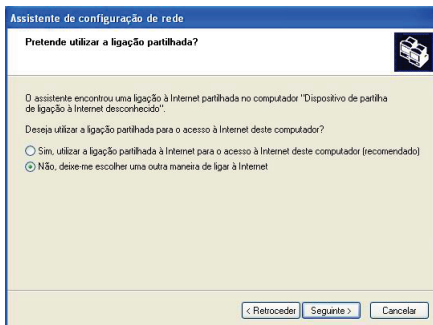 Assistente de configuração de rede
Pretende utilizar a ligação partilhada?
O assistente encontrou uma ligação à Internet partilhada no computador "Dispositivo de partilha
de ligação à Internet desconhecido".
Deseja utilizar a ligação partilhada para o acesso à Internet deste computador?
Sim, utilizar a ligação partilhada à Internet para o acesso à Internet deste computador (recomendado)
Não, deixe-me escolher uma outra maneira de ligar à Internet
< Retroceder Seguinte > Cancelar